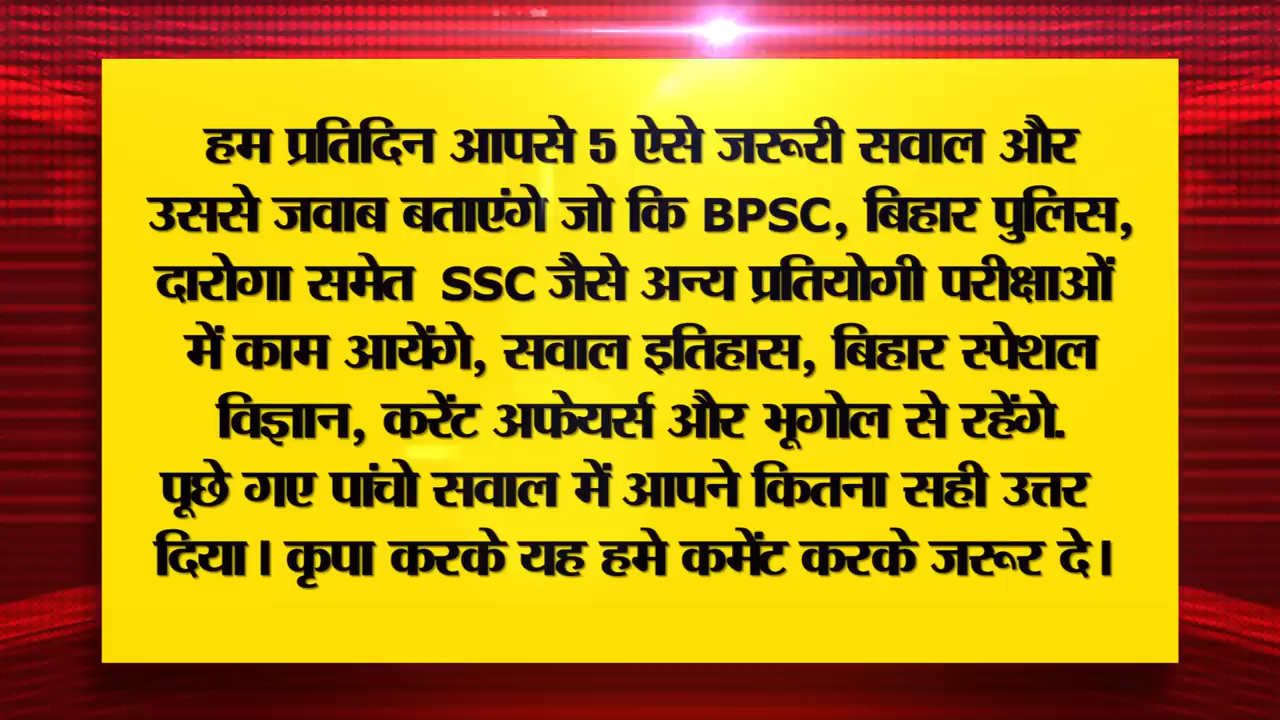 हम प्रतिदिन आपसे 5 ऐसे जरूरी सवाल और
उससे जवाब बताएंगे जो कि BPSC, बिहार पुलिस,
दारोगा समेत SSC जैसे अन्य प्रतियोगी परीक्षाओं
में काम आयेंगे, सवाल इतिहास, बिहार स्पेशल
विज्ञान, करेंट अफेयर्स और भूगोल से रहेंगे.
पूछे गए पांचो सवाल में आपने कितना सही उत्तर
दिया। कृपा करके यह हमे कमेंट करके जरूर दे।